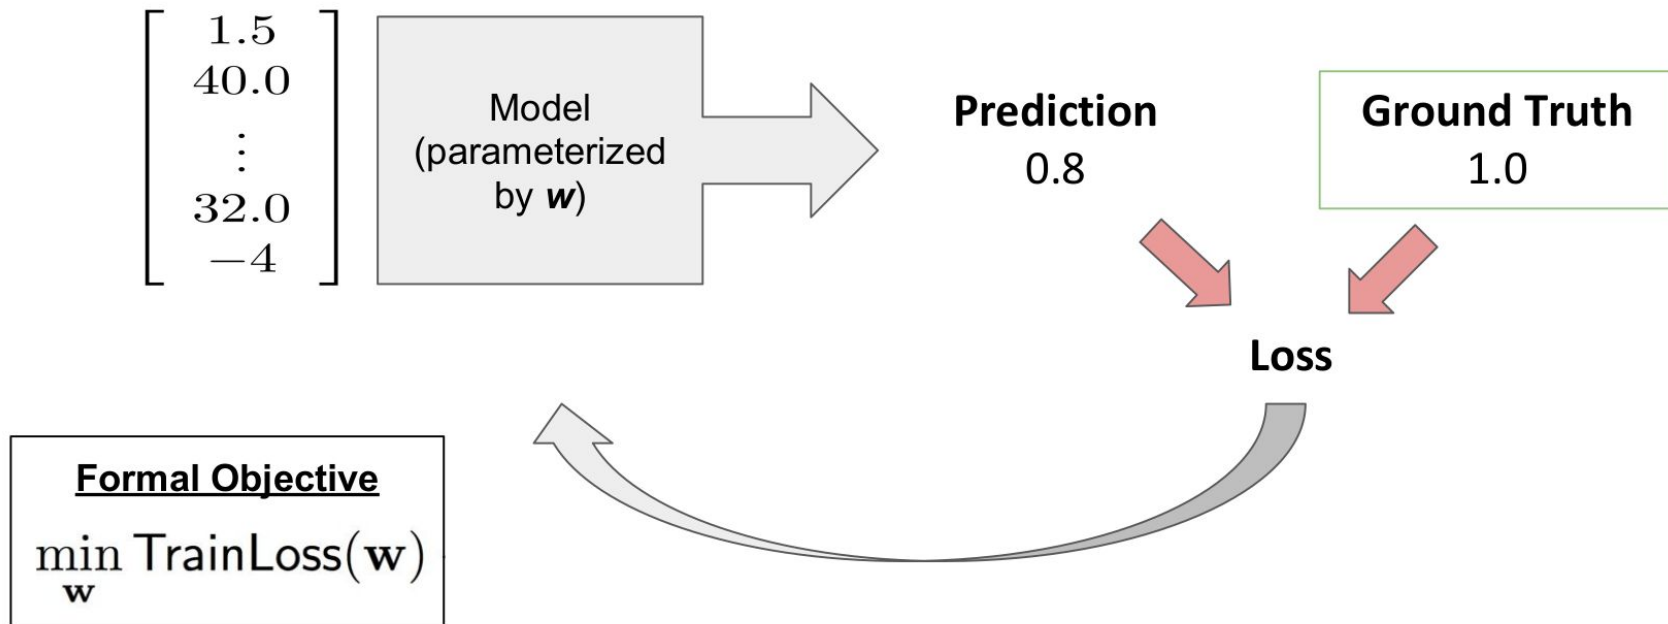 1.5
40.0
⋮
32.0
−4
Model
(parameterized
by w)
Prediction
0.8
Ground Truth
1.0
Loss
Formal Objective
min TrainLoss(w)
w